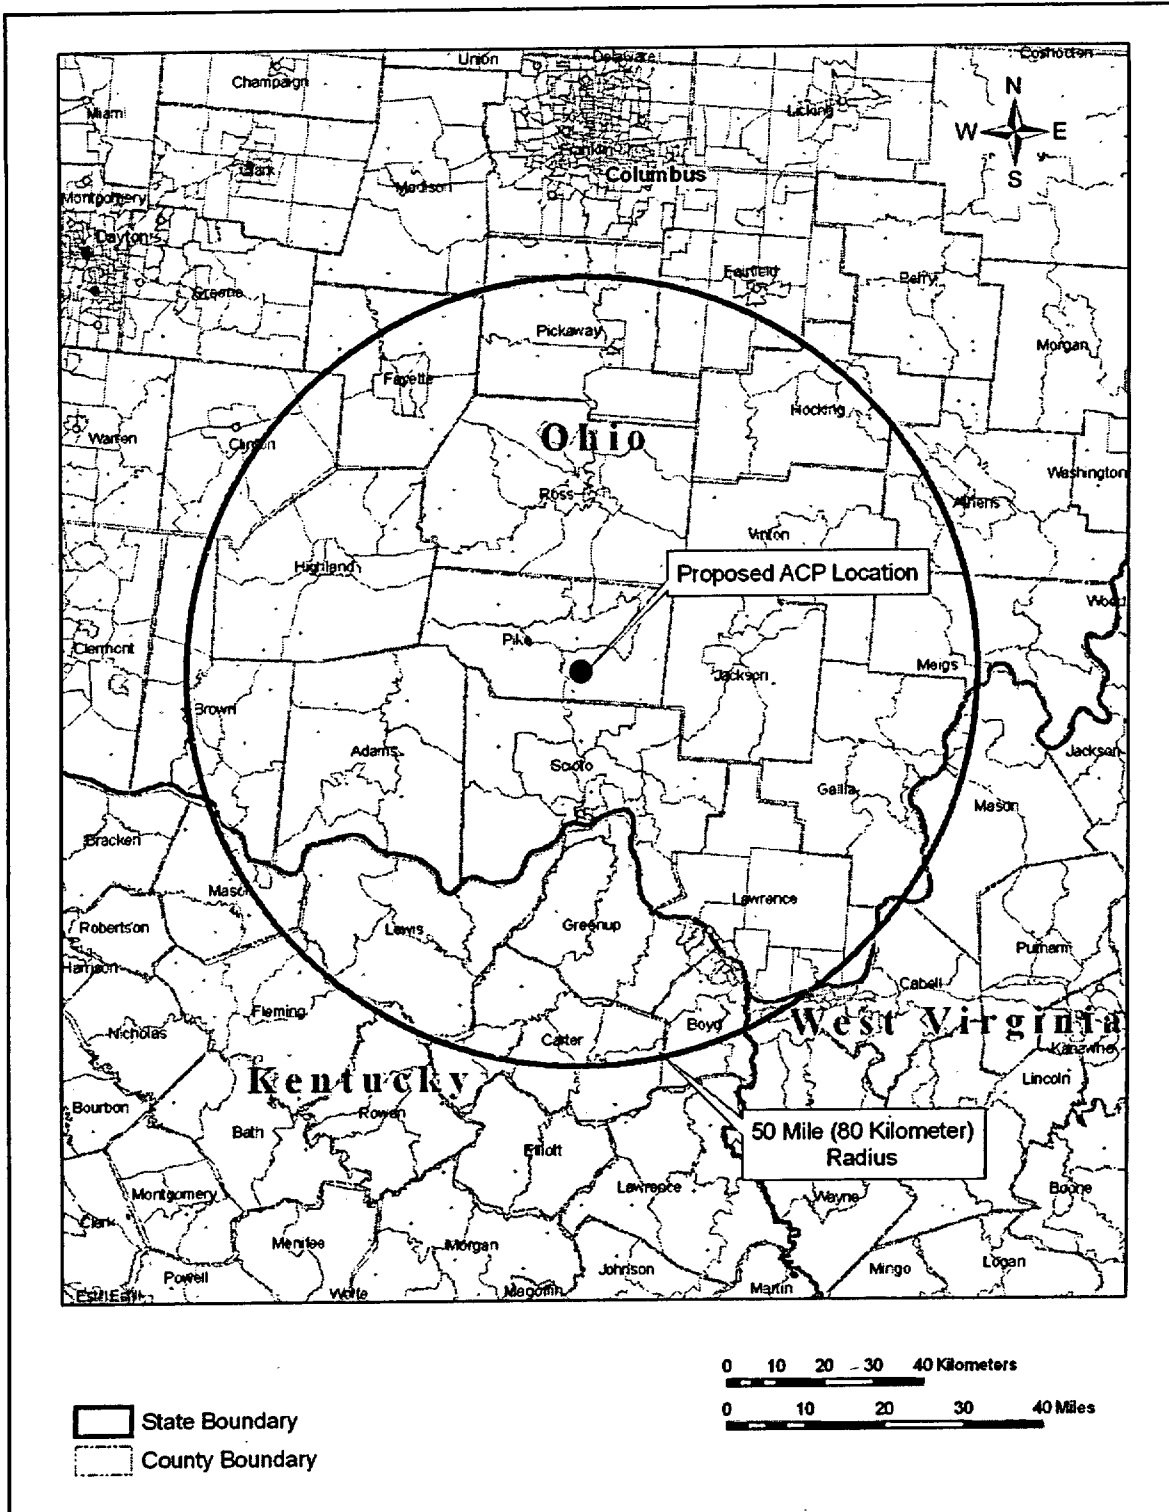 Union
Delaware
Coshocton
Champaign
N
Miami
Licking
W
E
Franklin
Clark
Columbus
S
Madison
Montgomery
Dayton
Fairfield
Perry
Greene
Pickaway
Morgan
Fayette
Hocking
Warren
Clinton
Ohio
Washington
Ross
Athens
Vinton
Highland
Proposed ACP Location
Wood
Pike
Clermont
Meigs
Jackson
Brown
Adams
Jackson
Scioto
Gallia
Mason
Bracken
Mason
Lawrence
Robertson
Greenup
Lewis
Putnam
Harrison
Cabell
Fleming
West Virginia
Nicholas
Boyd
Carter
Kanawha
Kentucky
Lincoln
Bourbon
Rowan
50 Mile (80 Kilometer)
Radius
Bath
Elliott
Lawrence
Boone
Montgomery
Wayne
Clark
Menifee
Morgan
Logan
Johnson
Mingo
Powell
Martin
Wolfe
Magoffin
0 10 20 30 40 Kilometers
0 10 20 30 40 Miles
State Boundary
County Boundary